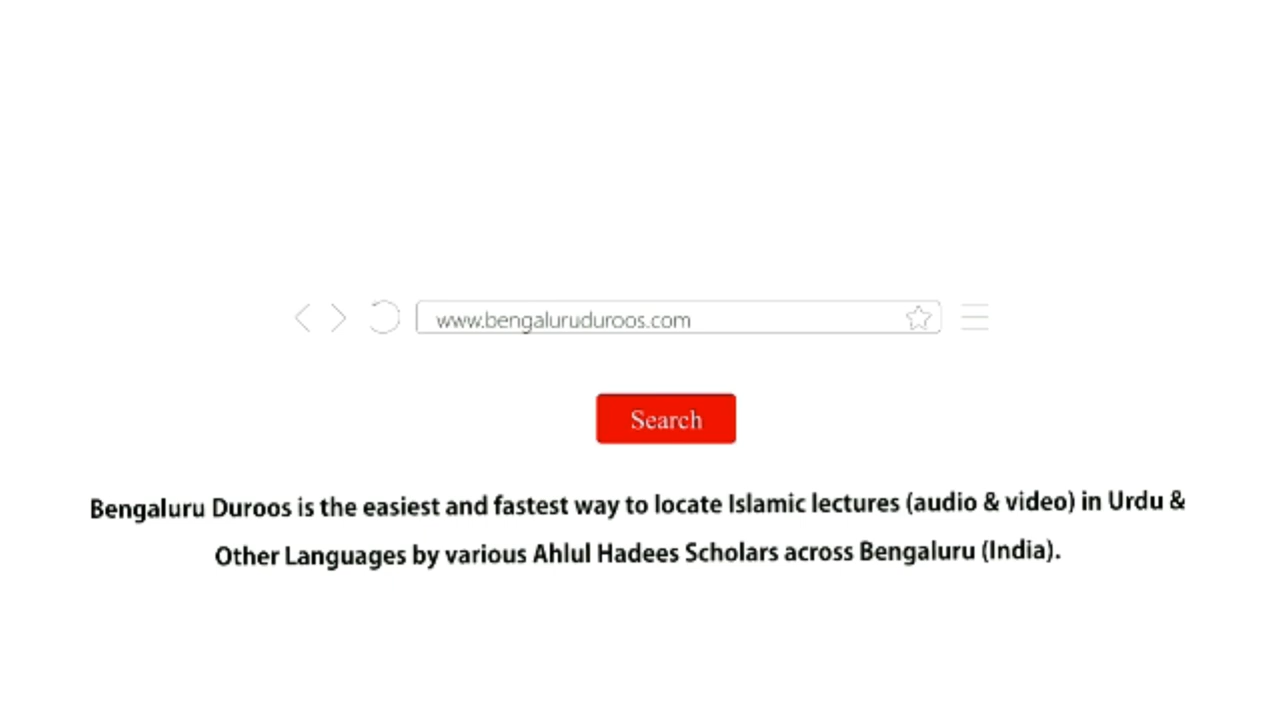 www.bengaluruduroos.com
Search
Bengaluru Duroos is the easiest and fastest way to locate Islamic lectures (audio & video) in Urdu &
Other Languages by various Ahlul Hadees Scholars across Bengaluru (India).